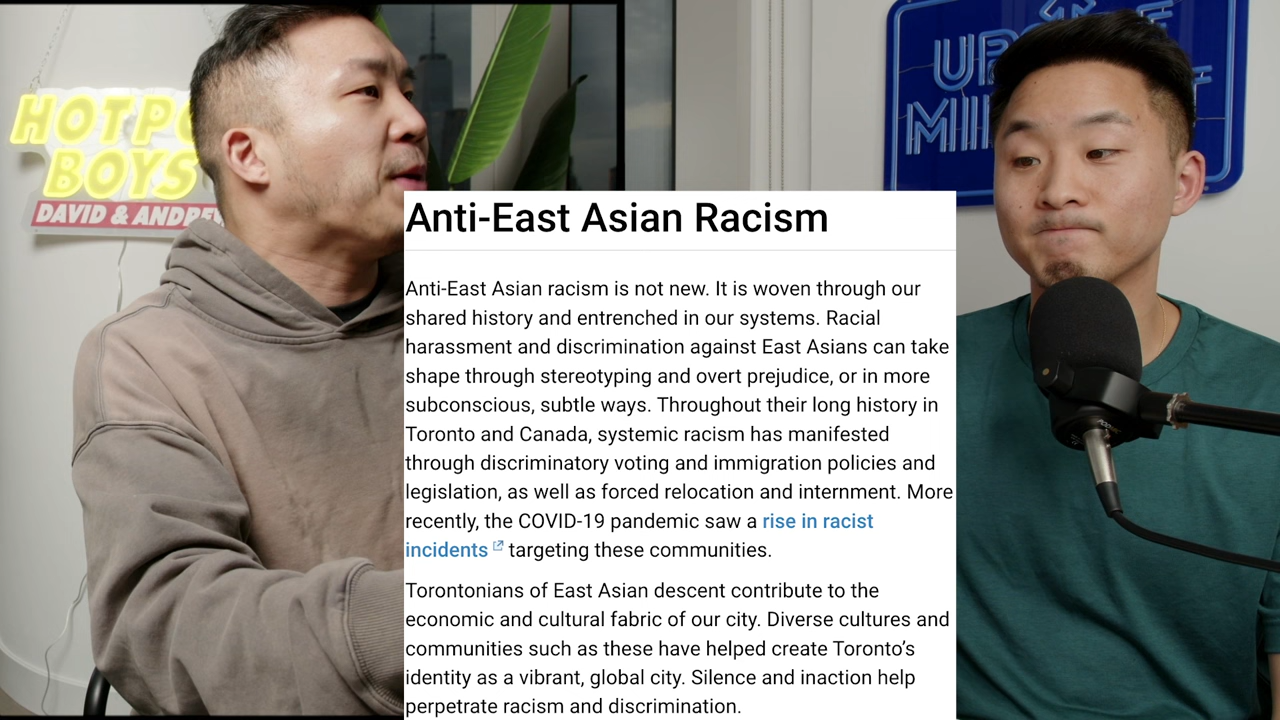 HOTPO
BOYS
DAVID & ANDREW
Anti-East Asian Racism
Anti-East Asian racism is not new. It is woven through our
shared history and entrenched in our systems. Racial
harassment and discrimination against East Asians can take
shape through stereotyping and overt prejudice, or in more
subconscious, subtle ways. Throughout their long history in
Toronto and Canada, systemic racism has manifested
through discriminatory voting and immigration policies and
legislation, as well as forced relocation and internment. More
recently, the COVID-19 pandemic saw a rise in racist
incidents targeting these communities.
Torontonians of East Asian descent contribute to the
economic and cultural fabric of our city. Diverse cultures and
communities such as these have helped create Toronto’s
identity as a vibrant, global city. Silence and inaction help
perpetrate racism and discrimination.